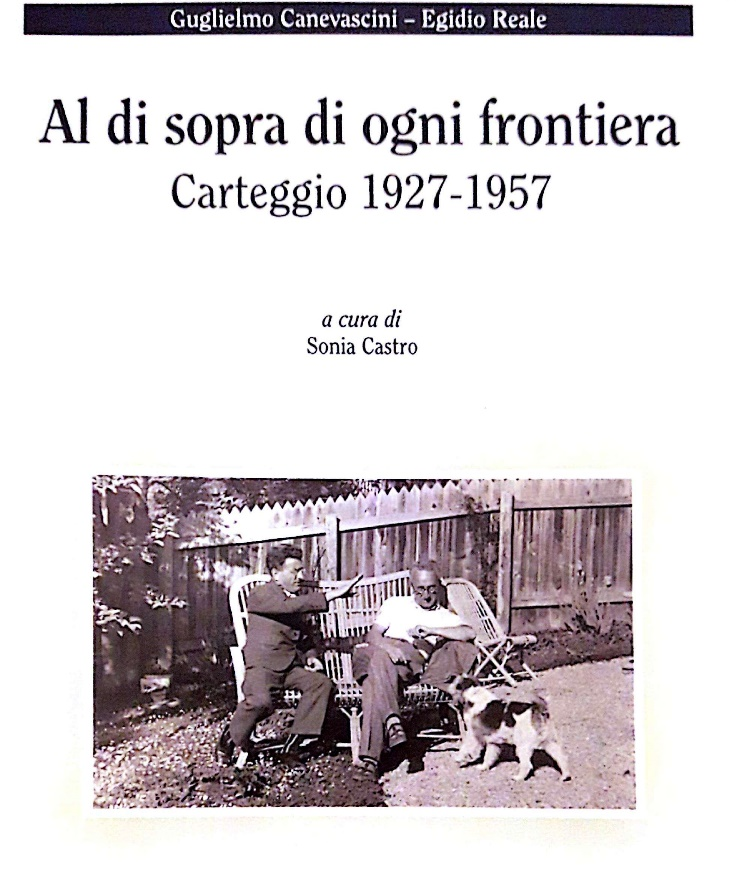 Guglielmo Canevascini – Egidio Reale
Al di sopra di ogni frontiera
Carteggio 1927-1957
a cura di
Sonia Castro